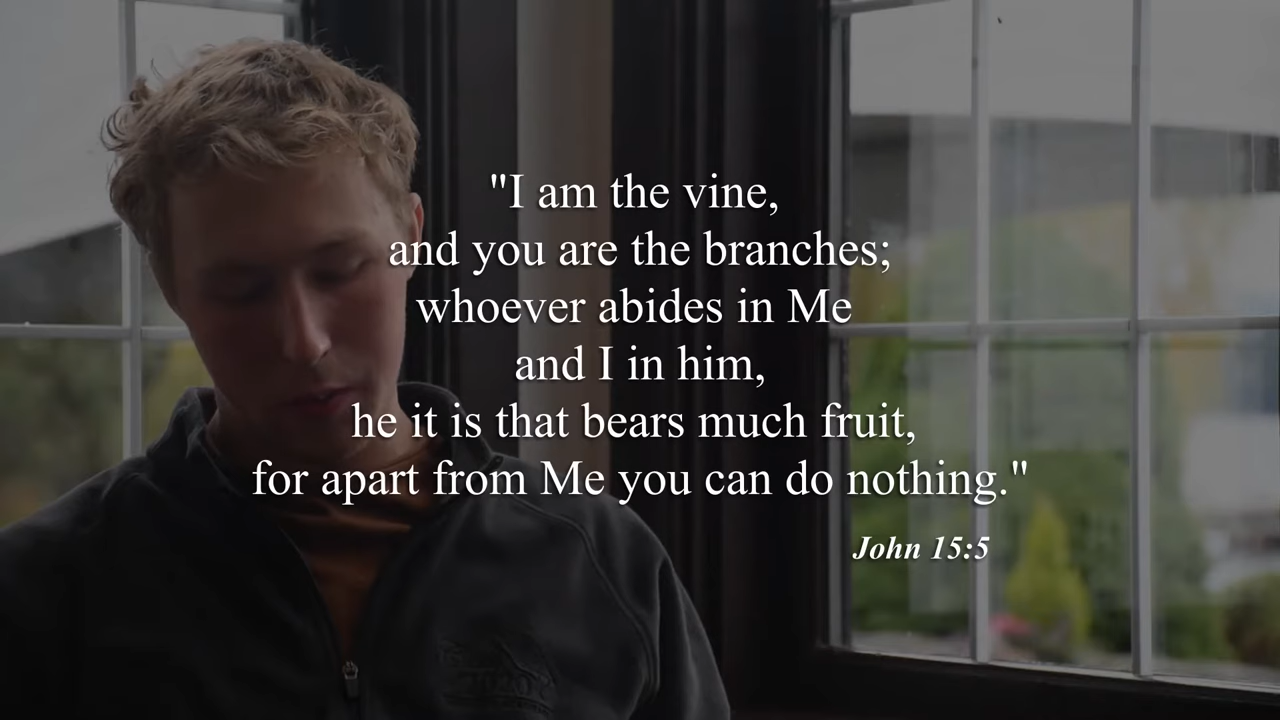 "I am the vine,
and you are the branches;
whoever abides in Me
and I in him,
he it is that bears much fruit,
for apart from Me you can do nothing."
John 15:5